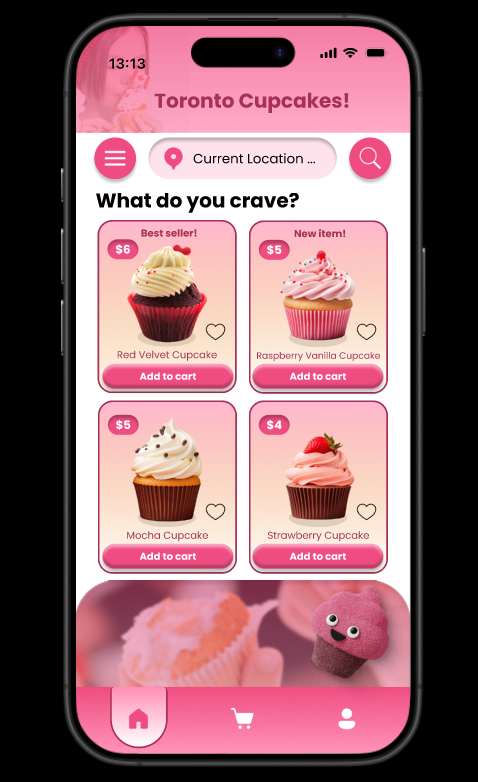 13:13
Toronto Cupcakes!
Current Location ...
What do you crave?
Best seller!
$6
Red Velvet Cupcake
Add to cart
New item!
$5
Raspberry Vanilla Cupcake
Add to cart
$5
Mocha Cupcake
Add to cart
$4
Strawberry Cupcake
Add to cart